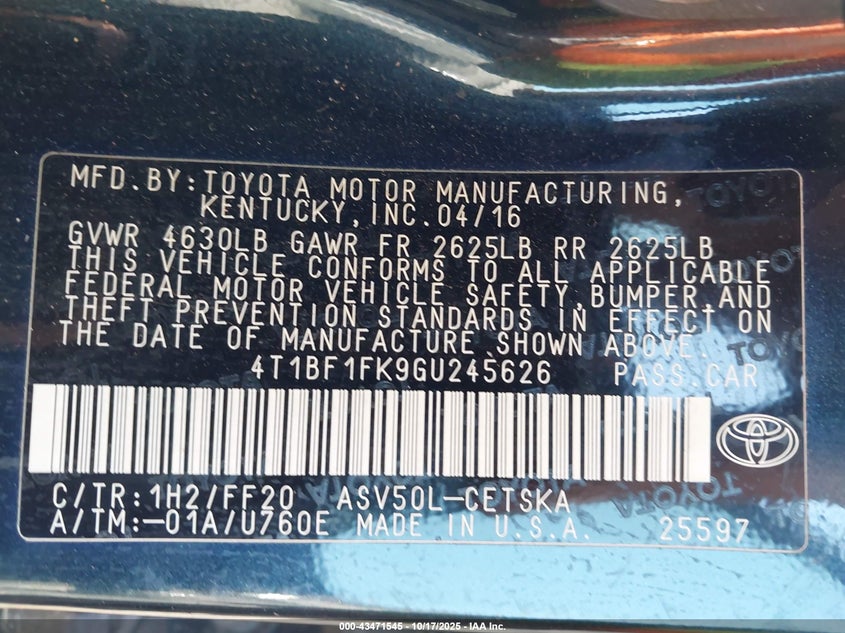 MFD.BY:TOYOTA MOTOR MANUFACTURING,
KENTUCKY,INC.04/16
GVWR 4630LB GAWR FR 2625LB RR 2625LB
THIS VEHICLE CONFORMS TO ALL APPLICABLE
FEDERAL MOTOR VEHICLE SAFETY,BUMPER,AND
THEFT PREVENTION STANDARDS IN EFFECT ON
THE DATE OF MANUFACTURE SHOWN ABOVE.
4T1BF1FK9GU245626 PASS.CAR
C/TR:1H2/FF20 ASV50L-CETSKA
A/TM:-01A/U760E MADE IN U.S.A. 25597
000-43471545 - 10/17/2025 - IAA Inc.